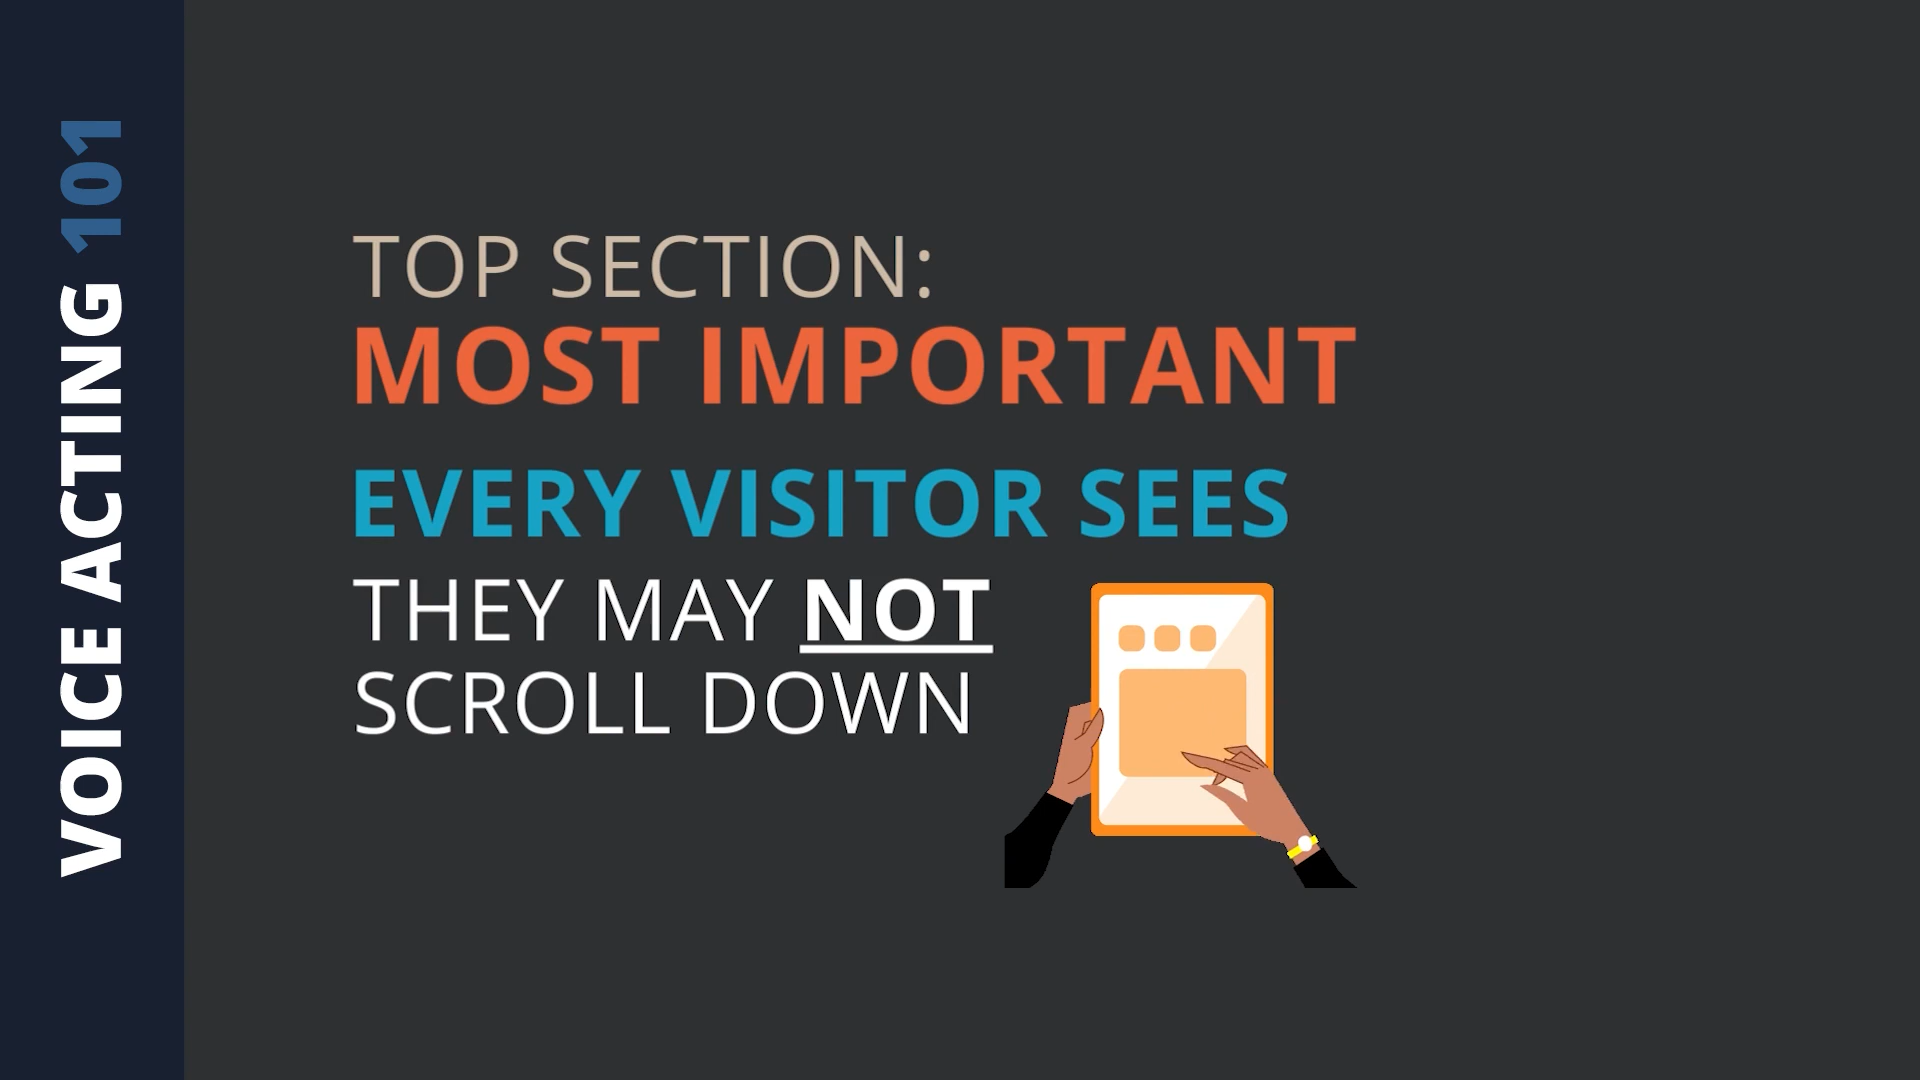 VOICE ACTING 101
TOP SECTION:
MOST IMPORTANT
EVERY VISITOR SEES
THEY MAY NOT
SCROLL DOWN